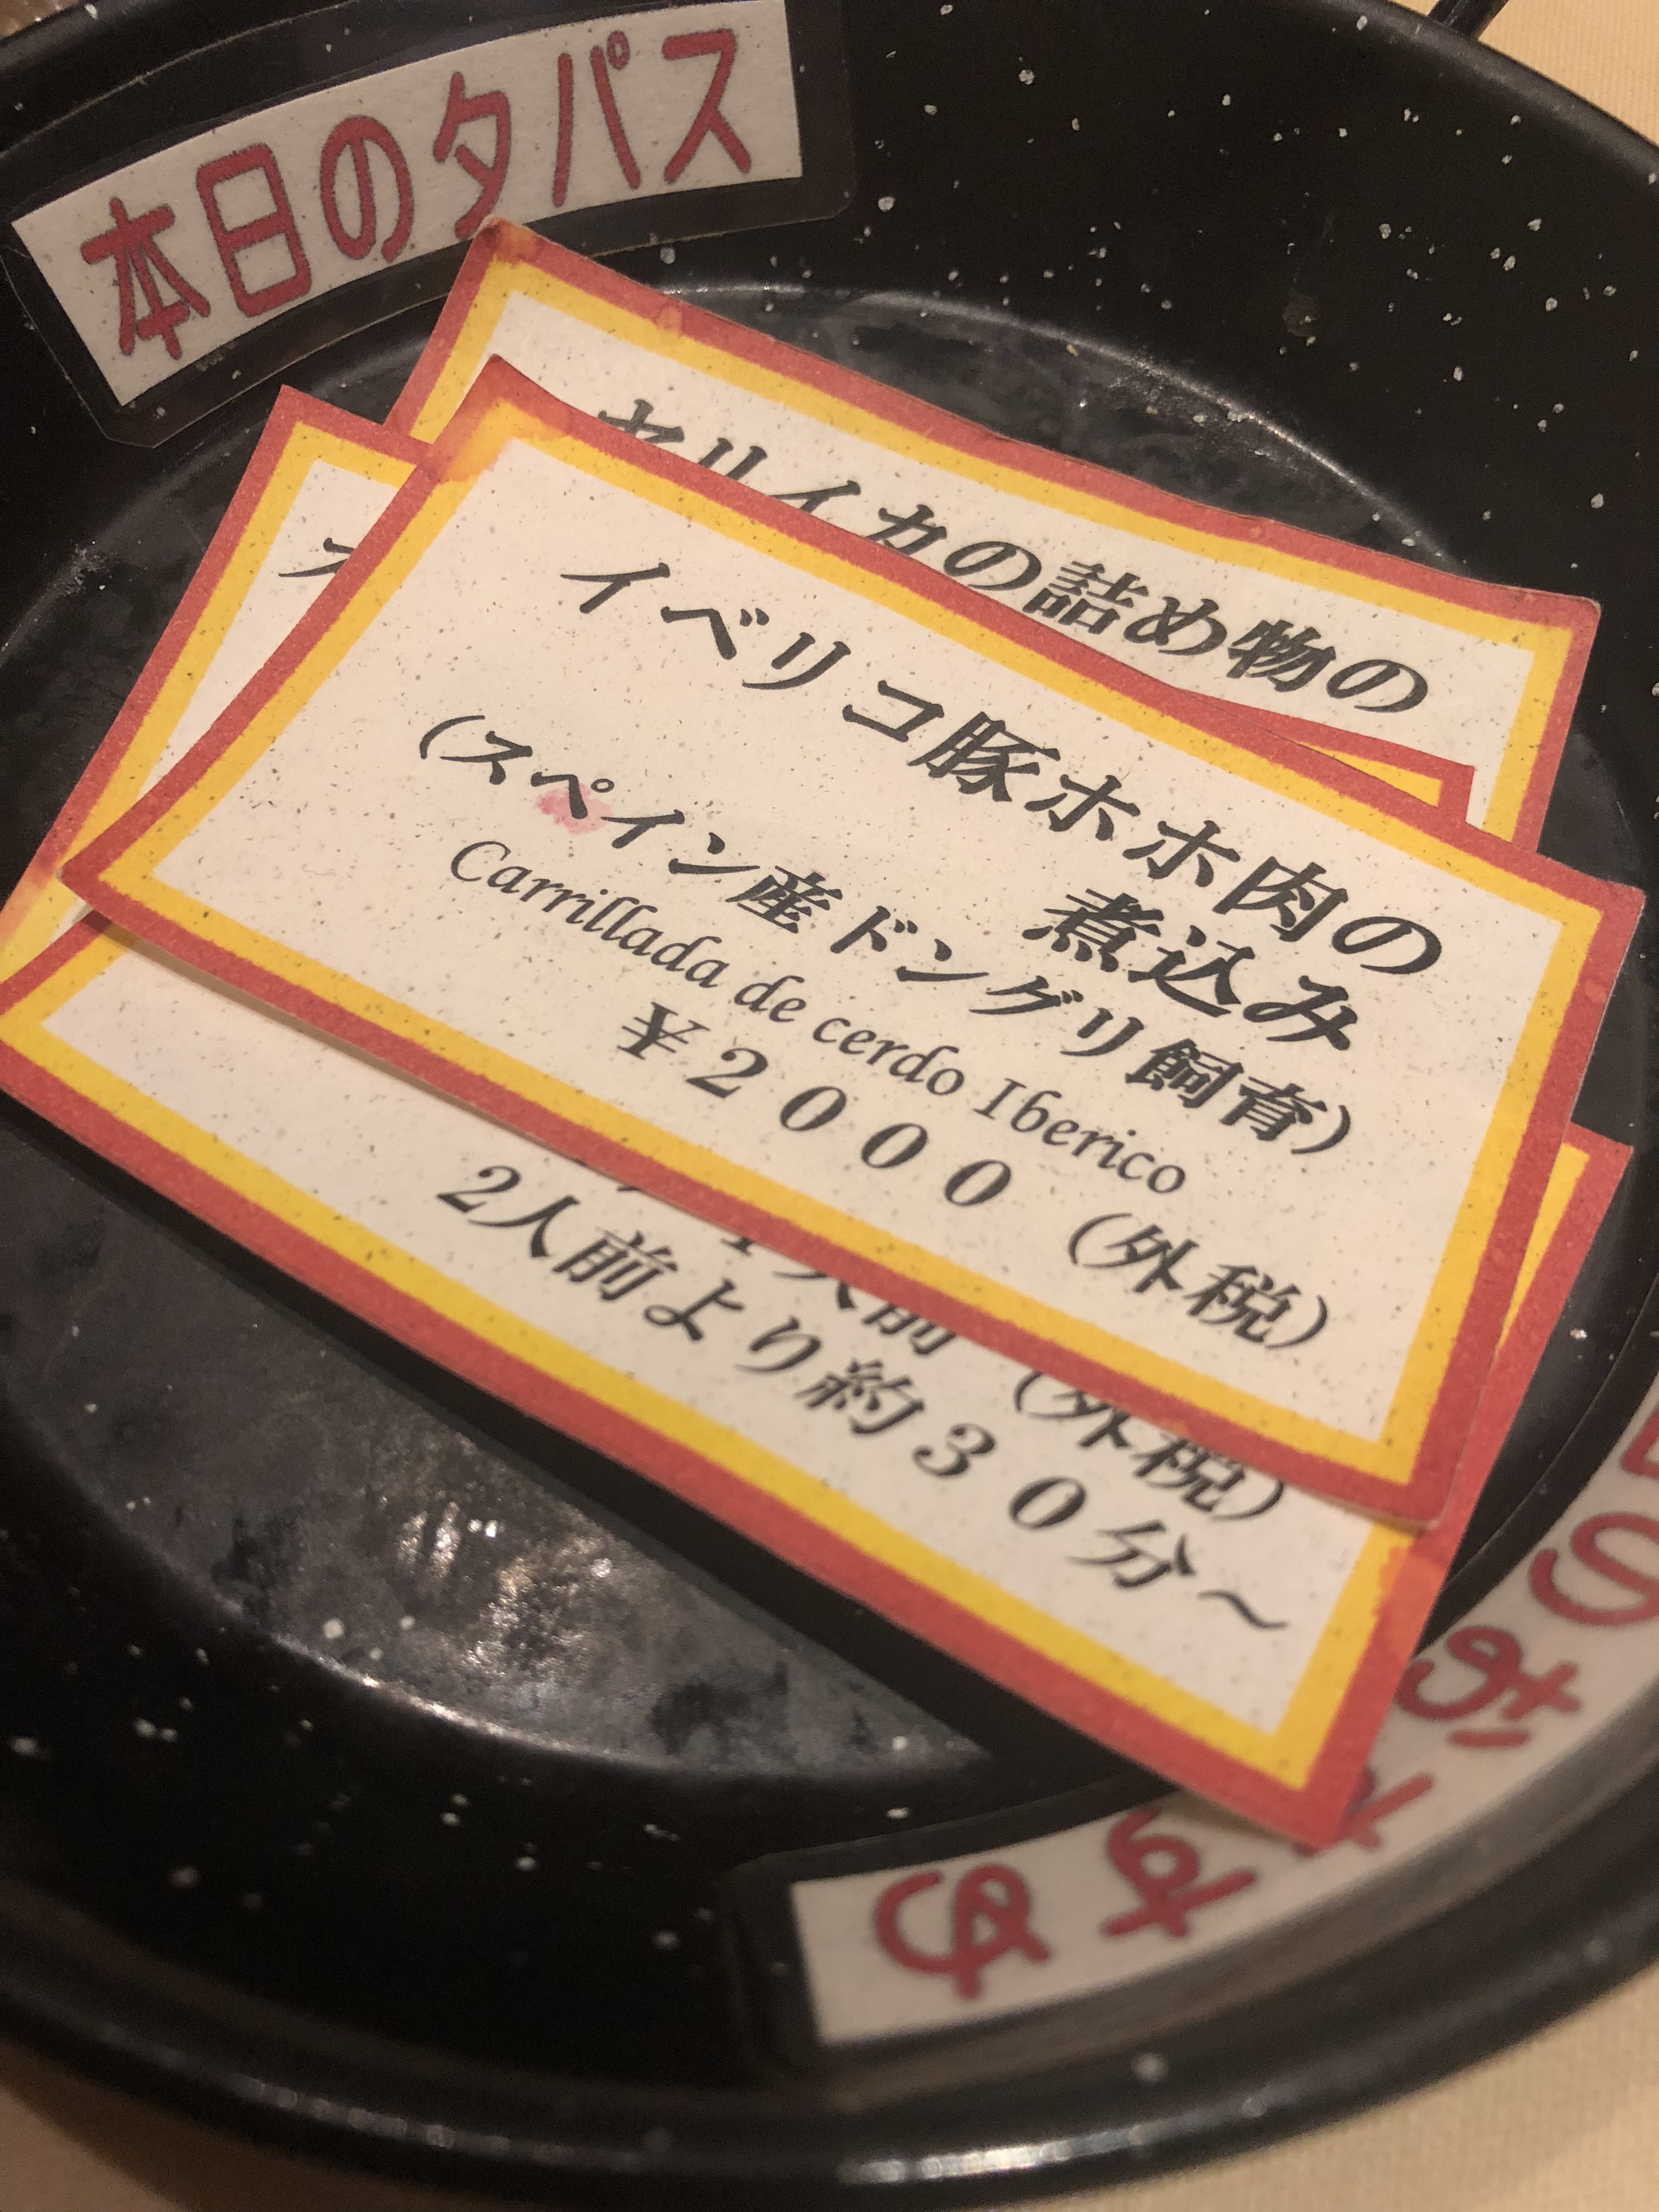 本日のタパス
ヤリイカの詰め物の
イベリコ豚ホホ肉の
煮込み
(スペイン産ドングリ飼育)
Carrillada de cerdo Iberico
¥2000 (外税)
人前 (外税)
2人前より約30分~